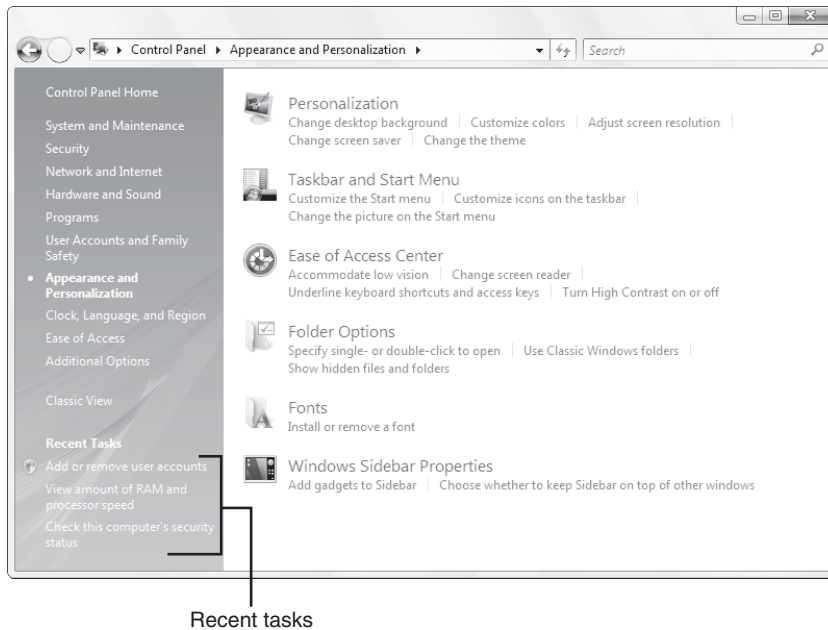 Control Panel
Appearance and Personalization
Search
Control Panel Home
System and Maintenance
Security
Network and Internet
Hardware and Sound
Programs
User Accounts and Family
Safety
Appearance and
Personalization
Clock, Language, and Region
Ease of Access
Additional Options
Classic View
Recent Tasks
Add or remove user accounts
View amount of RAM and
processor speed
Check this computer's security
status
Personalization
Change desktop background Customize colors Adjust screen resolution
Change screen saver Change the theme
Taskbar and Start Menu
Customize the Start menu Customize icons on the taskbar
Change the picture on the Start menu
Ease of Access Center
Accommodate low vision Change screen reader
Underline keyboard shortcuts and access keys Turn High Contrast on or off
Folder Options
Specify single- or double-click to open Use Classic Windows folders
Show hidden files and folders
Fonts
Install or remove a font
Windows Sidebar Properties
Add gadgets to Sidebar Choose whether to keep Sidebar on top of other windows
Recent tasks